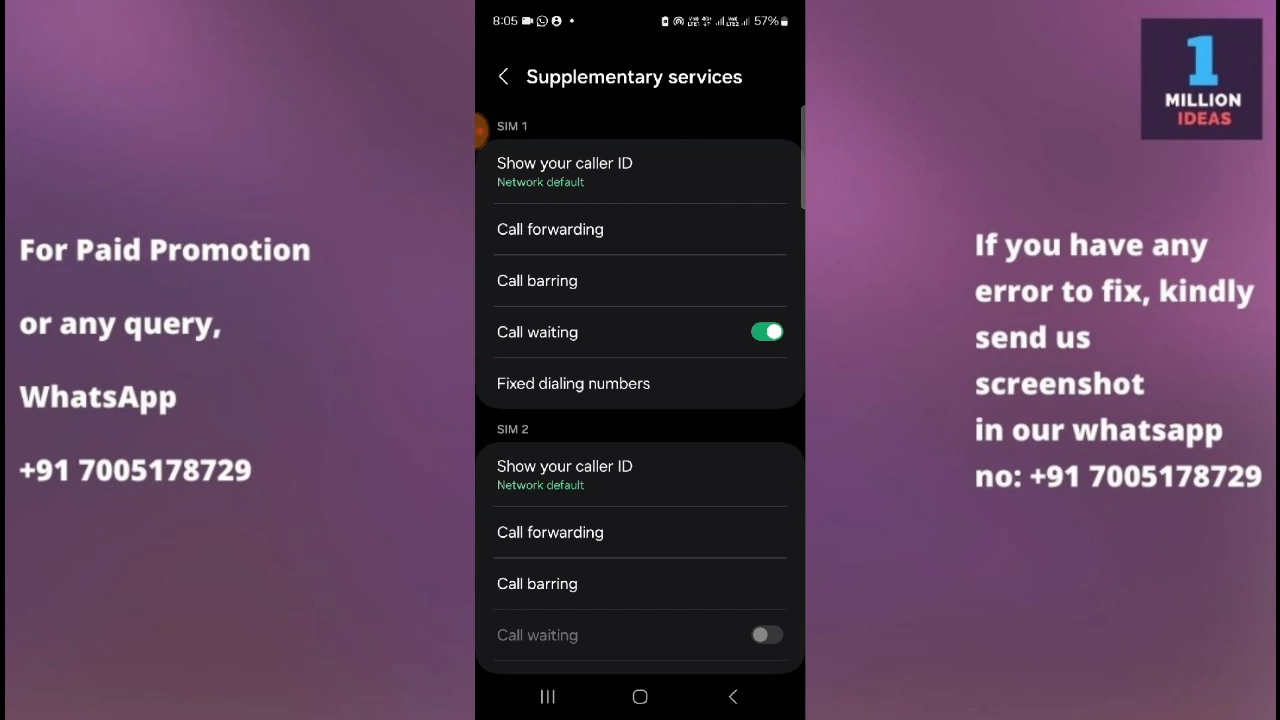 8:05
57%
Supplementary services
SIM 1
Show your caller ID
Network default
Call forwarding
Call barring
Call waiting
Fixed dialing numbers
SIM 2
Show your caller ID
Network default
Call forwarding
Call barring
Call waiting
For Paid Promotion
or any query,
WhatsApp
+91 7005178729
1
MILLION
IDEAS
If you have any
error to fix, kindly
send us
screenshot
in our whatsapp
no: +91 7005178729